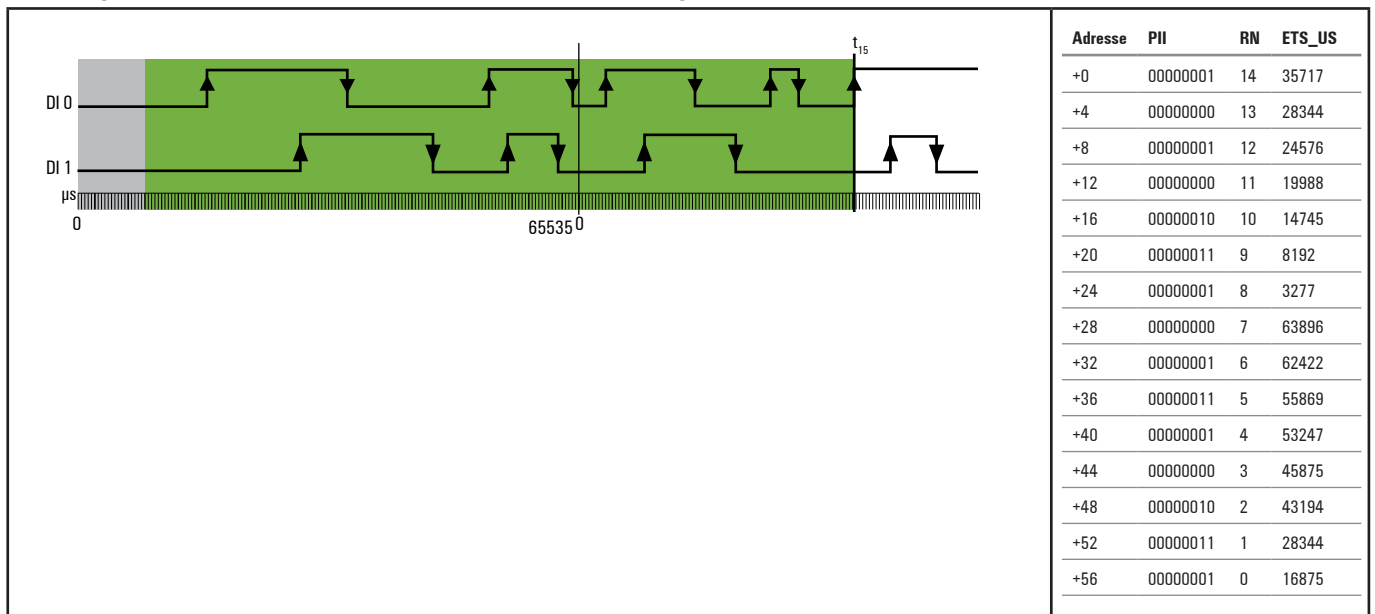 t15
DI 0
DI 1
µs
0
65535 0
Adresse PII RN ETS_US
+0 00000001 14 35717
+4 00000000 13 28344
+8 00000001 12 24576
+12 00000000 11 19988
+16 00000010 10 14745
+20 00000011 9 8192
+24 00000001 8 3277
+28 00000000 7 63896
+32 00000001 6 62422
+36 00000011 5 55869
+40 00000001 4 53247
+44 00000000 3 45875
+48 00000010 2 43194
+52 00000011 1 28344
+56 00000001 0 16875